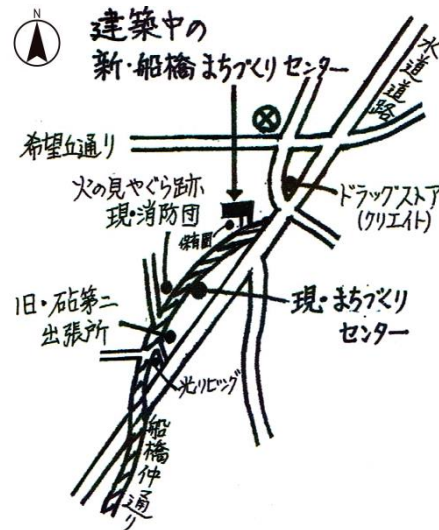 N
建築中の
新・船橋まちづくりセンター
水道道路
希望丘通り
火の見やぐら跡
現・消防団
ドラッグストア
(クリエイト)
保育園
旧・砧第二
出張所
現・まちづくり
センター
光リビング
船橋仲通り